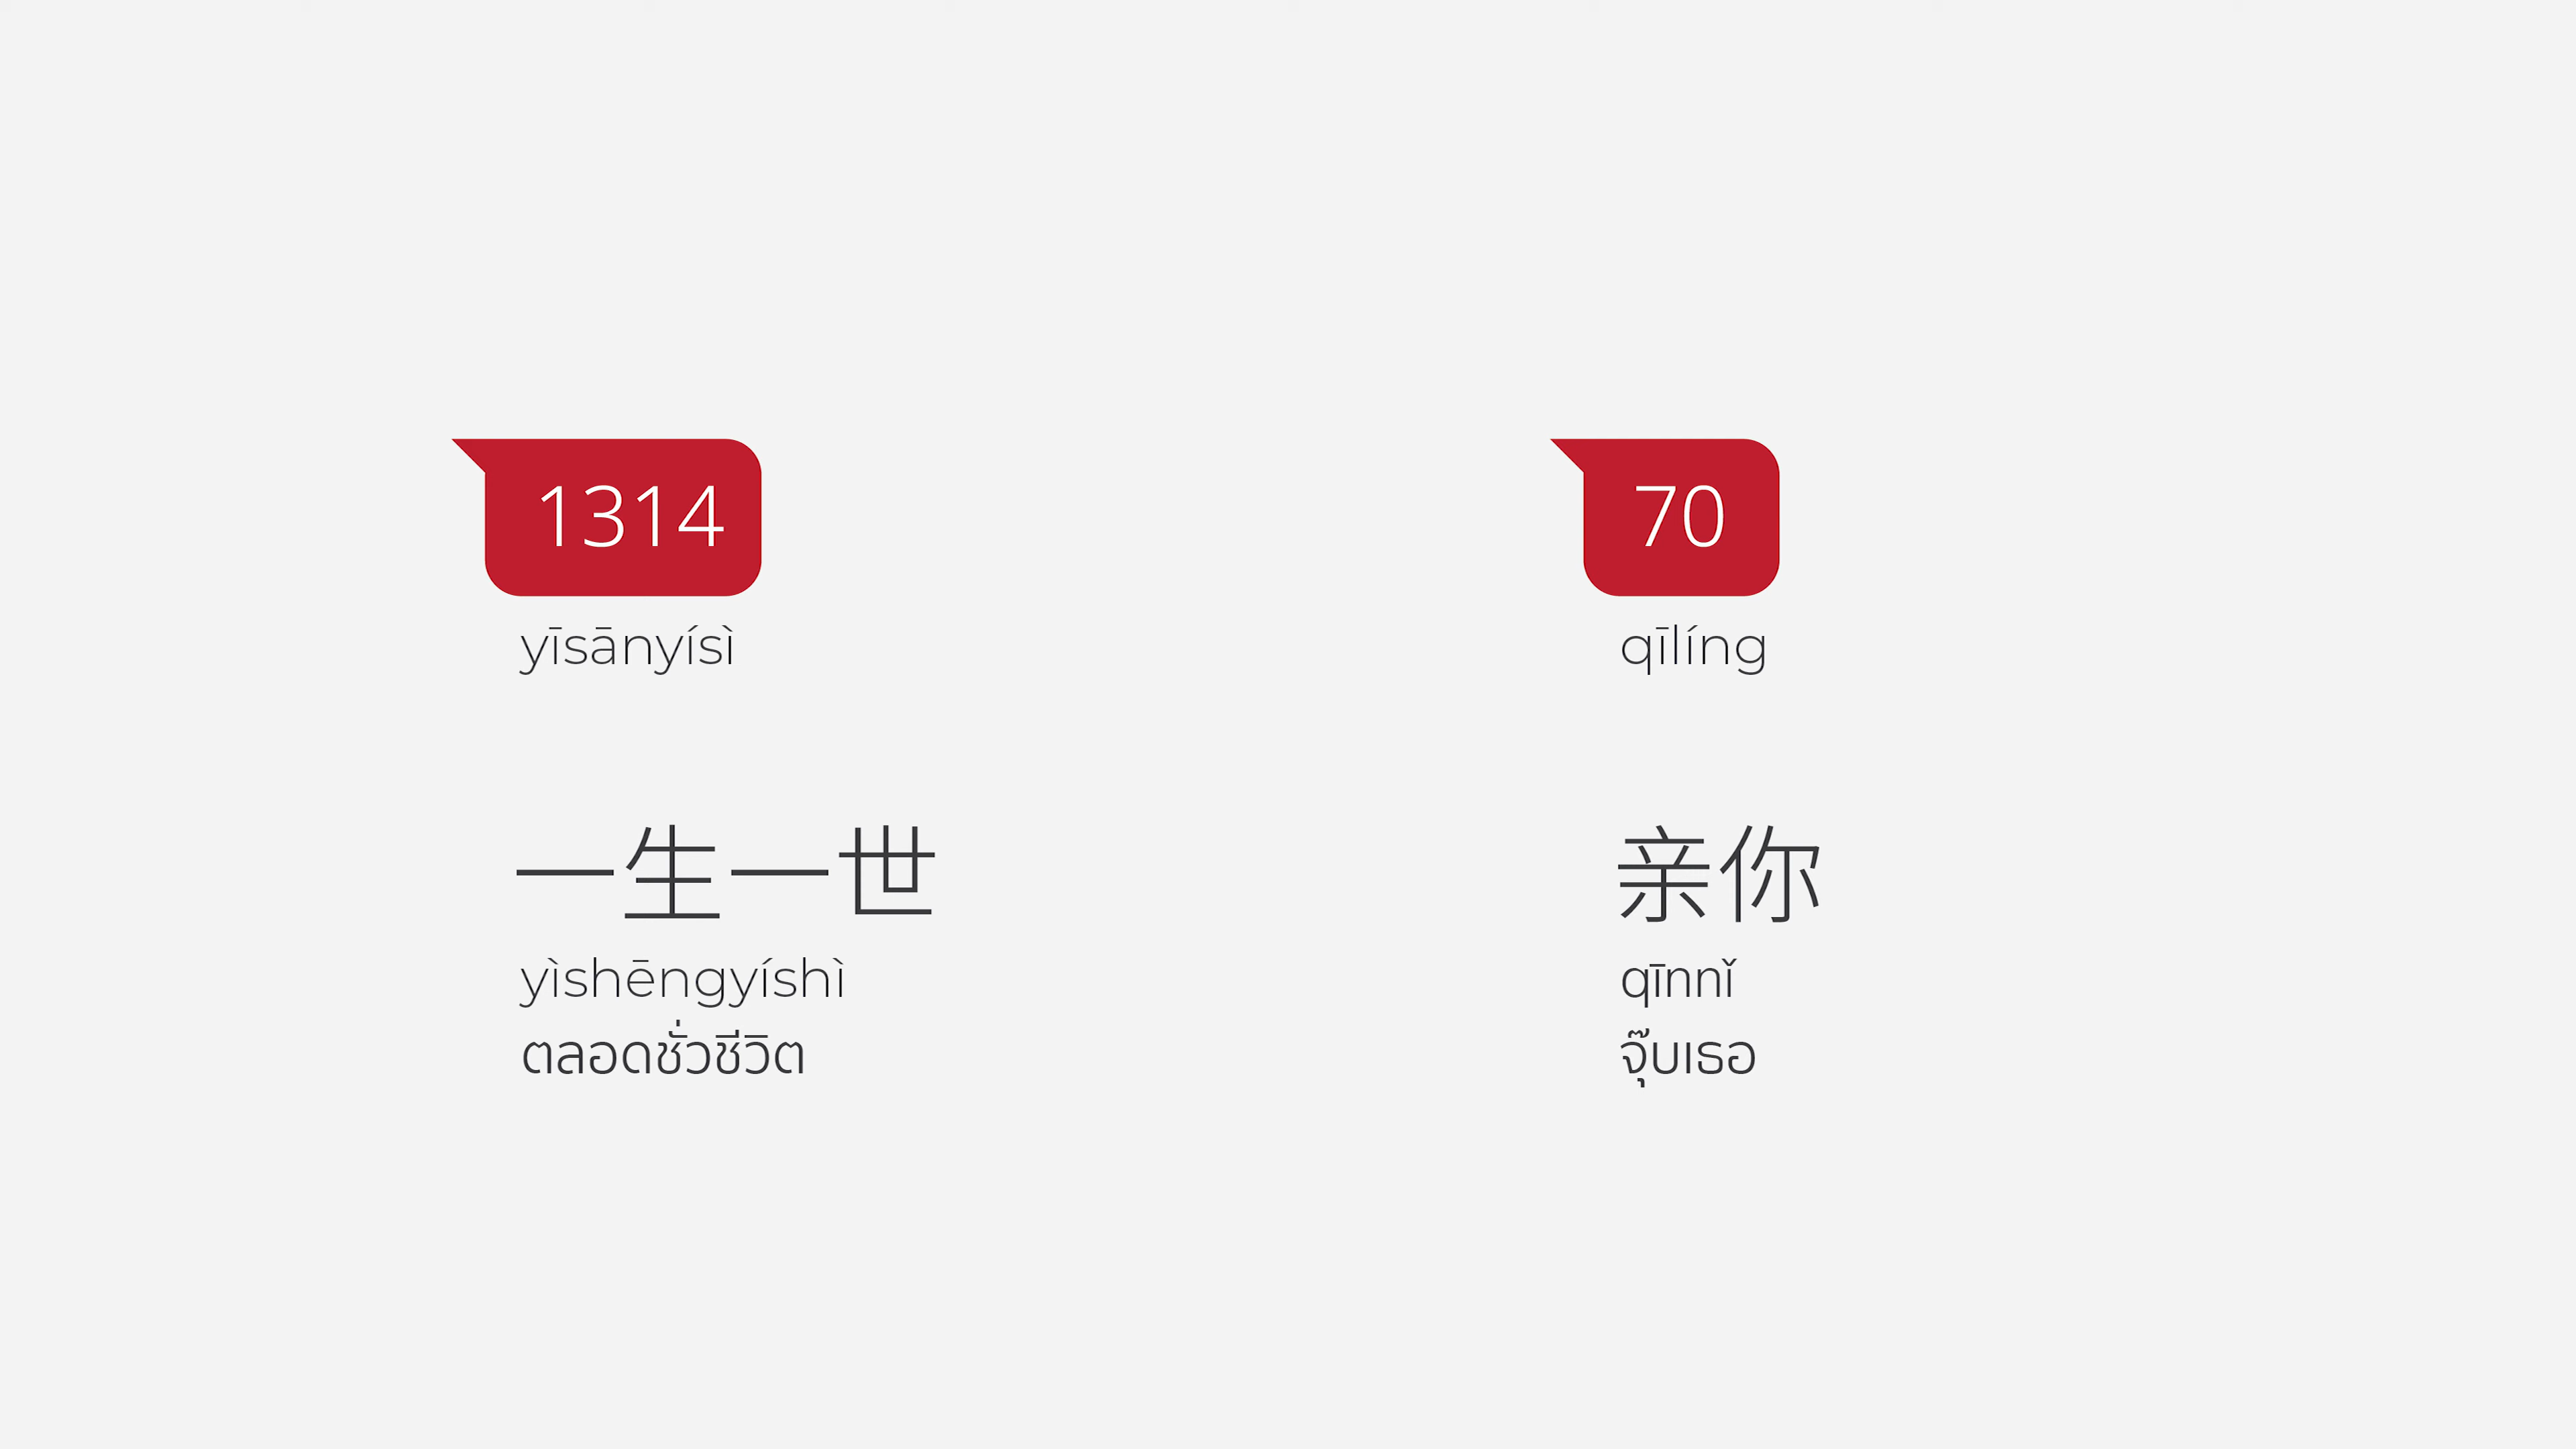 1314
yīsānyísì
一生一世
yìshēngyíshì
ตลอดชั่วชีวิต
70
qīlíng
亲你
qīnnǐ
จุ๊บเธอ